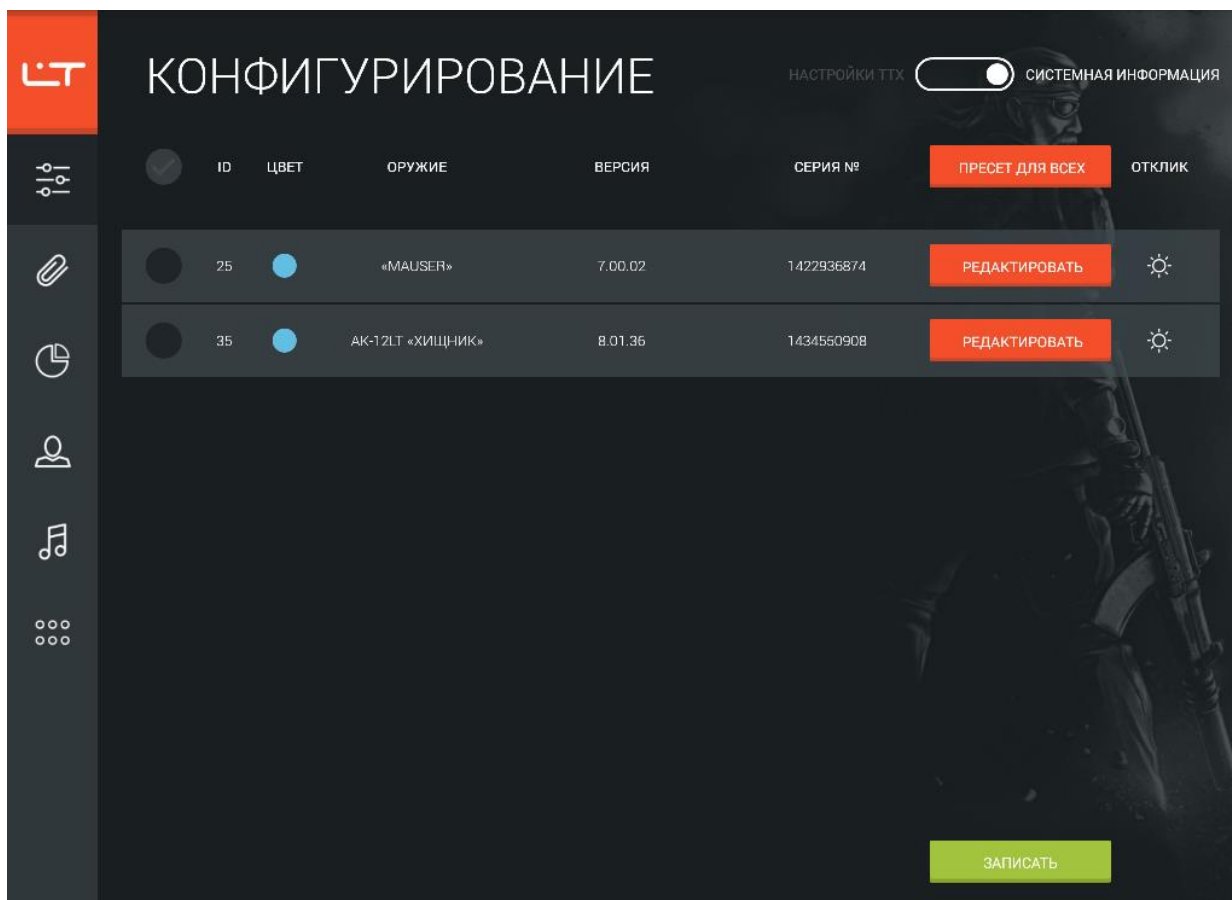 LT
КОНФИГУРИРОВАНИЕ
НАСТРОЙКИ ТТХ СИСТЕМНАЯ ИНФОРМАЦИЯ
ID ЦВЕТ ОРУЖИЕ ВЕРСИЯ СЕРИЯ № ПРЕСЕТ ДЛЯ ВСЕХ ОТКЛИК
25 «MAUSER» 7.00.02 1422936874 РЕДАКТИРОВАТЬ
35 АК-12LT «ХИЩНИК» 8.01.36 1434550908 РЕДАКТИРОВАТЬ
ЗАПИСАТЬ